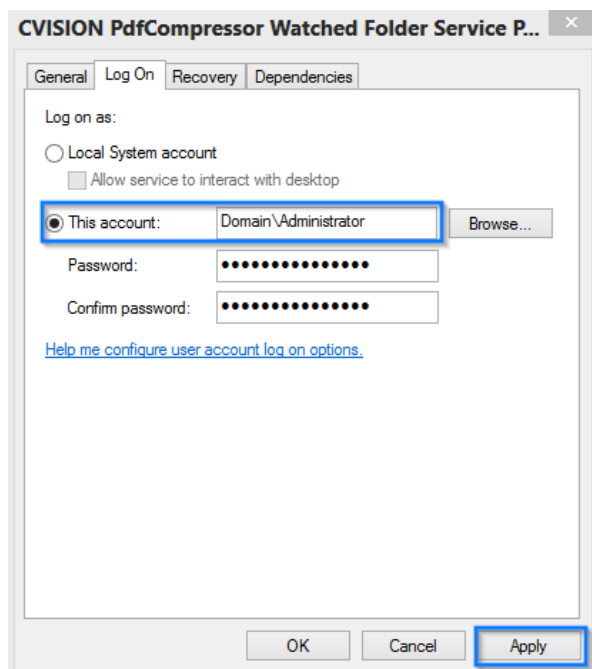 CVISION PdfCompressor Watched Folder Service P...
General Log On Recovery Dependencies
Log on as:
Local System account
Allow service to interact with desktop
This account: Domain\Administrator Browse...
Password: ●●●●●●●●●●●●●●●
Confirm password: ●●●●●●●●●●●●●●●
Help me configure user account log on options.
OK Cancel Apply